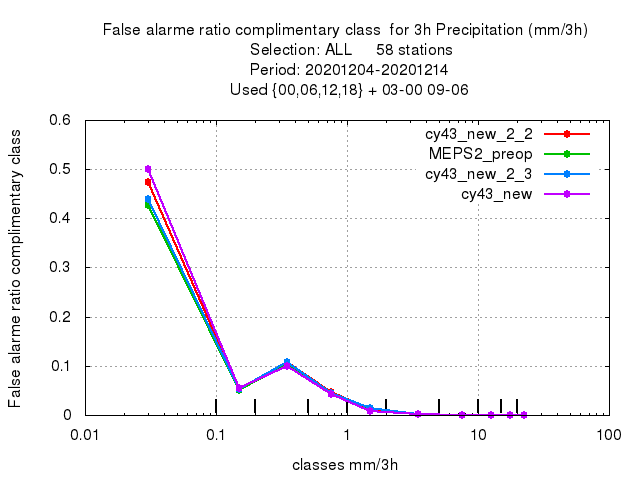 False alarme ratio complimentary class  for 3h Precipitation (mm/3h)
Selection: ALL     58 stations
Period: 20201204-20201214
Used {00,06,12,18} + 03-00 09-06
False alarme ratio complimentary class
0.6
0.5
0.4
0.3
0.2
0.1
0
cy43_new_2_2
MEPS2_preop
cy43_new_2_3
cy43_new
0.01
0.1
1
10
100
classes mm/3h